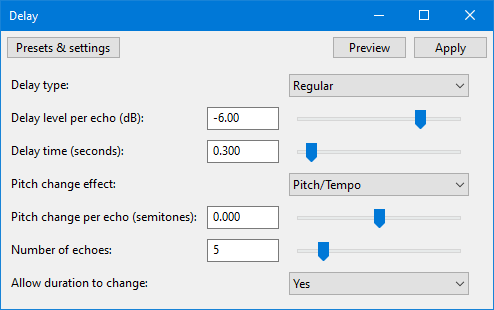 Delay
Presets & settings Preview Apply
Delay type: Regular
Delay level per echo (dB): -6.00
Delay time (seconds): 0.300
Pitch change effect: Pitch/Tempo
Pitch change per echo (semitones): 0.000
Number of echoes: 5
Allow duration to change: Yes